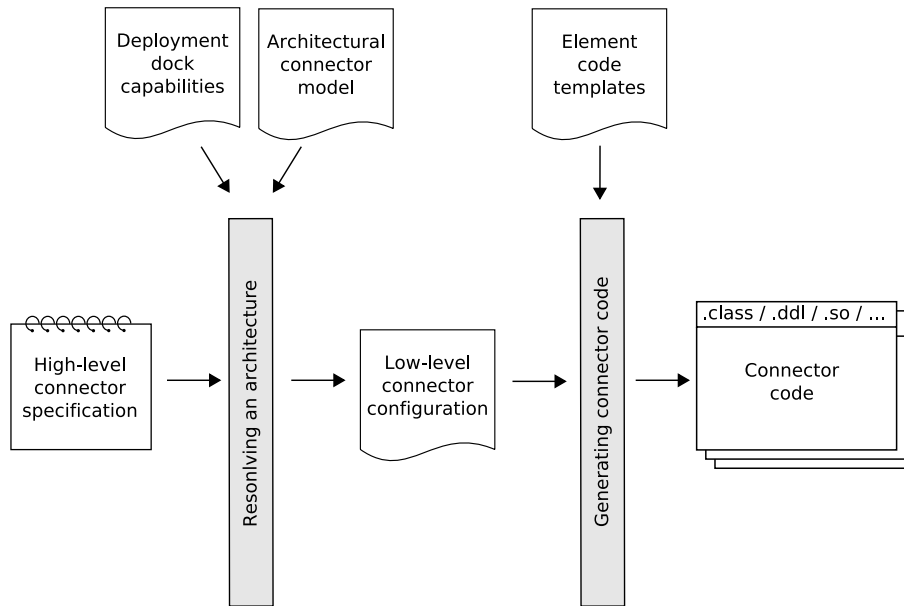 Deployment
dock
capabilities
Architectural
connector
model
Element
code
templates
High-level
connector
specification
Resonlving an architecture
Low-level
connector
configuration
Generating connector code
.class / .ddl / .so / ...
Connector
code